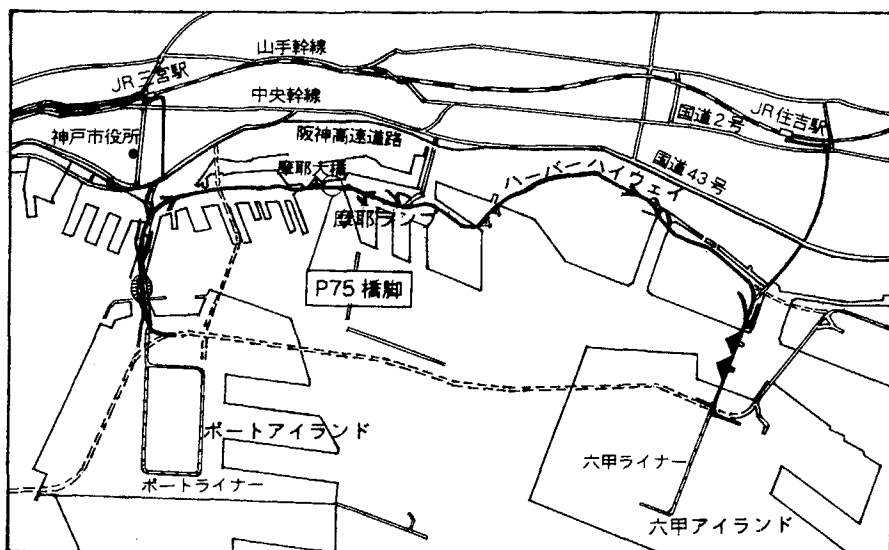 山手幹線
JR三宮駅
中央幹線
国道2号
JR住吉駅
神戸市役所
阪神高速道路
国道43号
摩耶大橋
ハーバーハイウェイ
摩耶ランプ
P75橋脚
ポートアイランド
六甲ライナー
ポートライナー
六甲アイランド